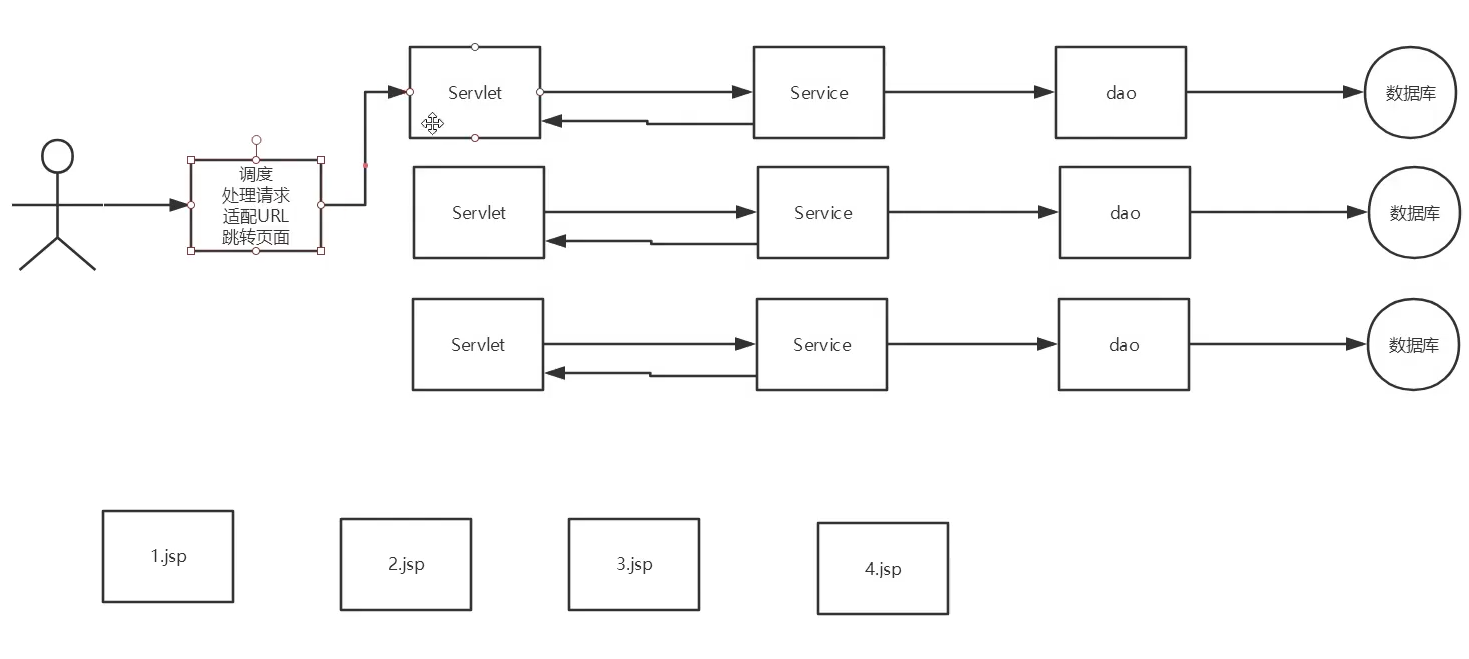 Servlet
Service
dao
数据库
调度
处理请求
适配URL
跳转页面
Servlet
Service
dao
数据库
Servlet
Service
dao
数据库
1.jsp
2.jsp
3.jsp
4.jsp